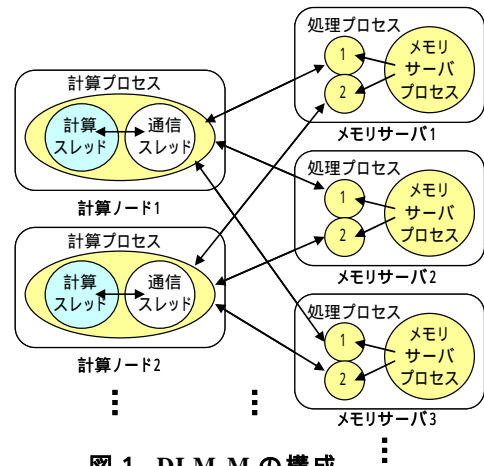 計算プロセス
計算
スレッド
通信
スレッド
計算ノード1
計算プロセス
計算
スレッド
通信
スレッド
計算ノード2
処理プロセス
1
2
メモリ
サーバ
プロセス
メモリサーバ1
処理プロセス
1
2
メモリ
サーバ
プロセス
メモリサーバ2
処理プロセス
1
2
メモリ
サーバ
プロセス
メモリサーバ3
図 1 DLM-M の構成